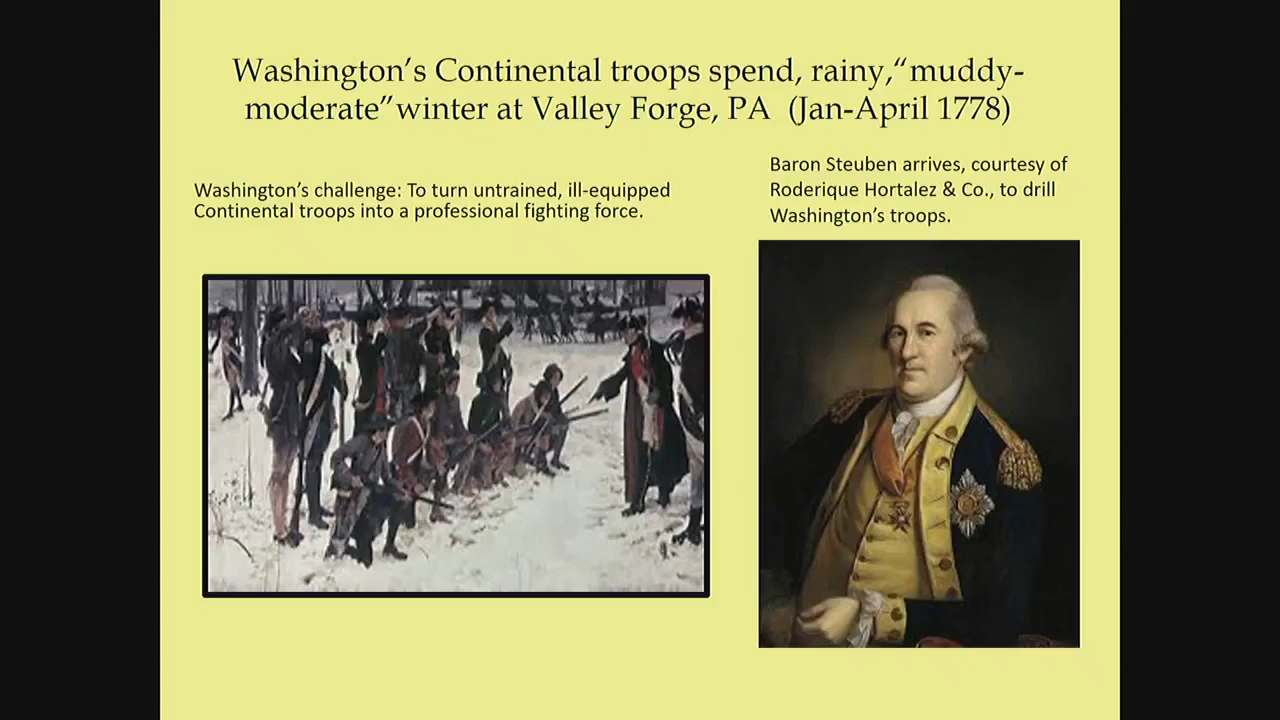 Washington’s Continental troops spend, rainy,“muddy-
moderate”winter at Valley Forge, PA (Jan-April 1778)
Washington’s challenge: To turn untrained, ill-equipped
Continental troops into a professional fighting force.
Baron Steuben arrives, courtesy of
Roderique Hortalez & Co., to drill
Washington’s troops.